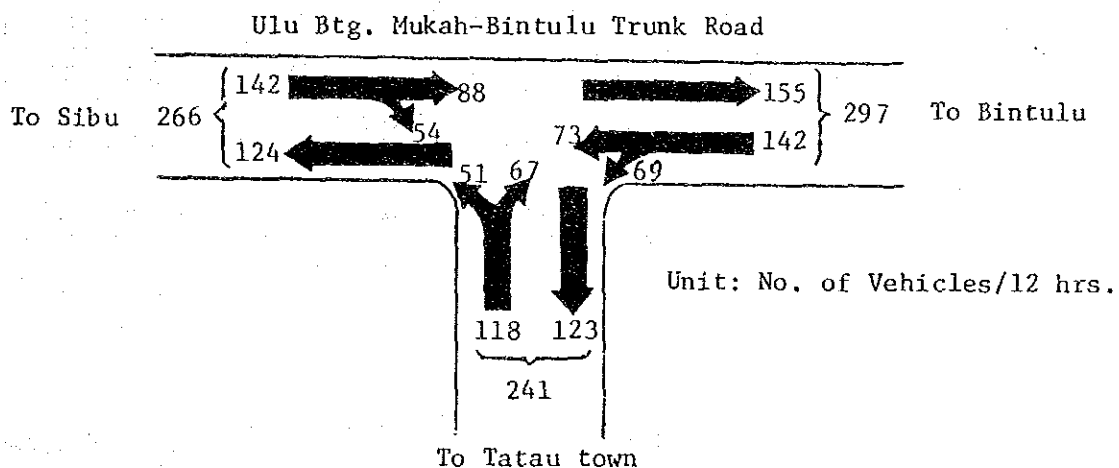 Ulu Btg. Mukah-Bintulu Trunk Road
142 88 155
To Sibu 266 54 73 297 To Bintulu
124 142
51 67 69
Unit: No. of Vehicles/12 hrs.
118 123
241
To Tatau town